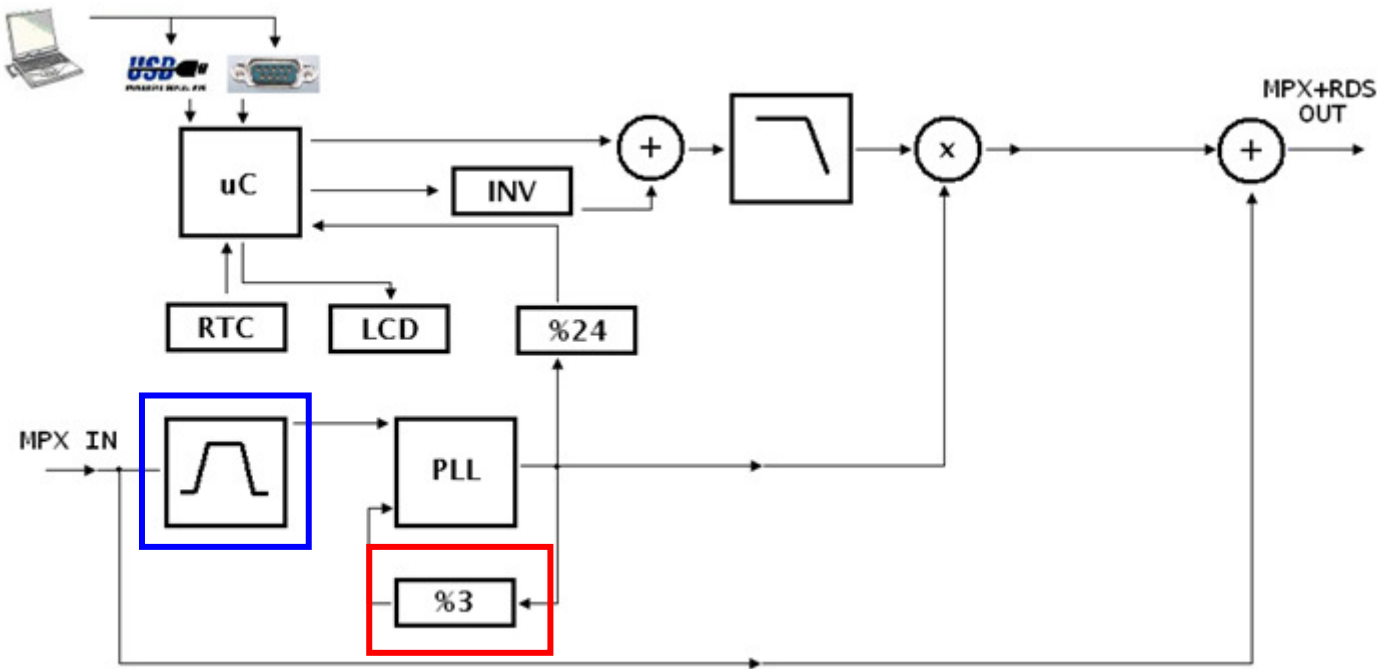 USB
MPX+RDS
OUT
+
x
+
uC
INV
RTC
LCD
%24
MPX IN
PLL
%3